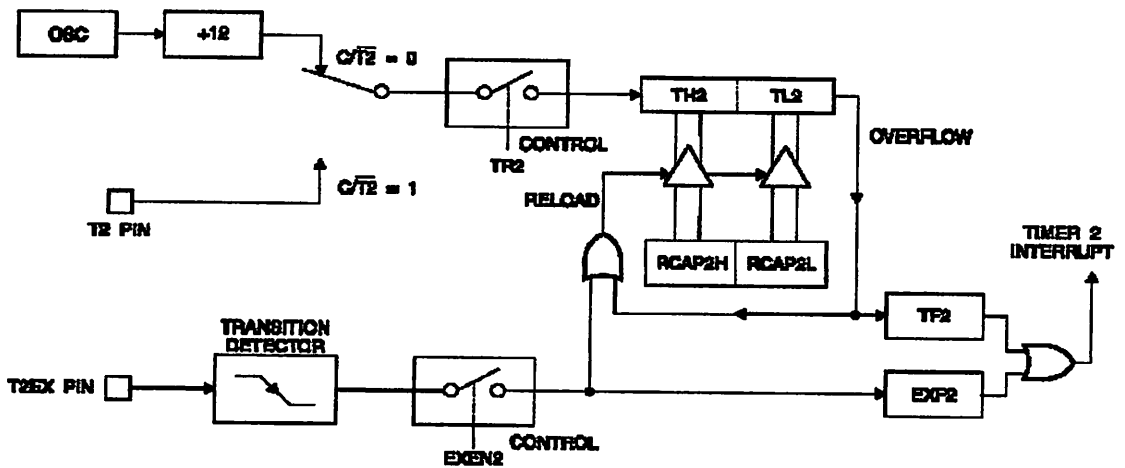 OSC
÷12
C/T2 = 0
TH2
TL2
OVERFLOW
CONTROL
TR2
C/T2 = 1
T2 PIN
RELOAD
RCAP2H
RCAP2L
TIMER 2
INTERRUPT
TF2
TRANSITION
DETECTOR
T2EX PIN
EXF2
CONTROL
EXEN2